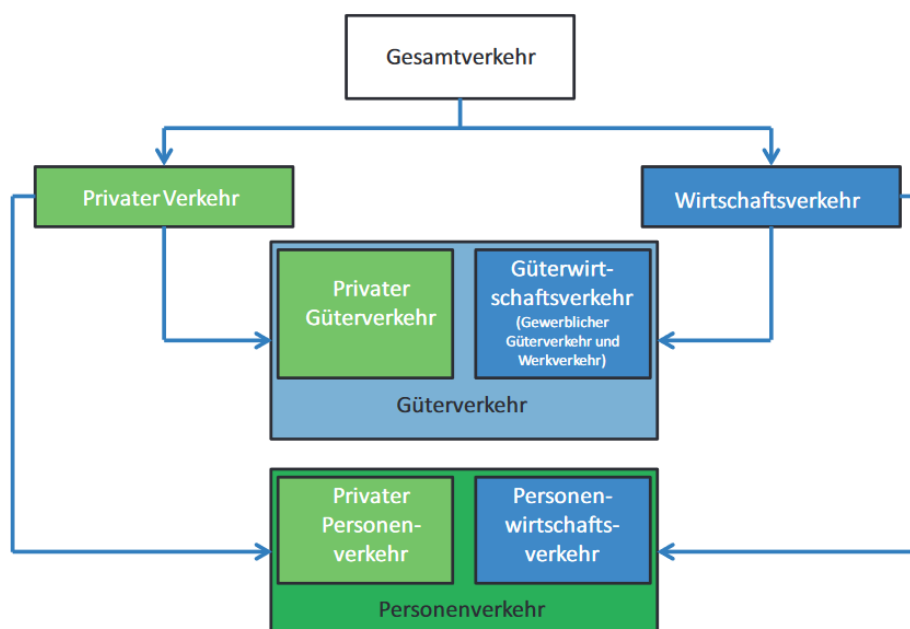 Gesamtverkehr
Privater Verkehr
Wirtschaftsverkehr
Privater
Güterverkehr
Güterwirt-
schaftsverkehr
(Gewerblicher
Güterverkehr und
Werkverkehr)
Güterverkehr
Privater
Personen-
verkehr
Personen-
wirtschafts-
verkehr
Personenverkehr